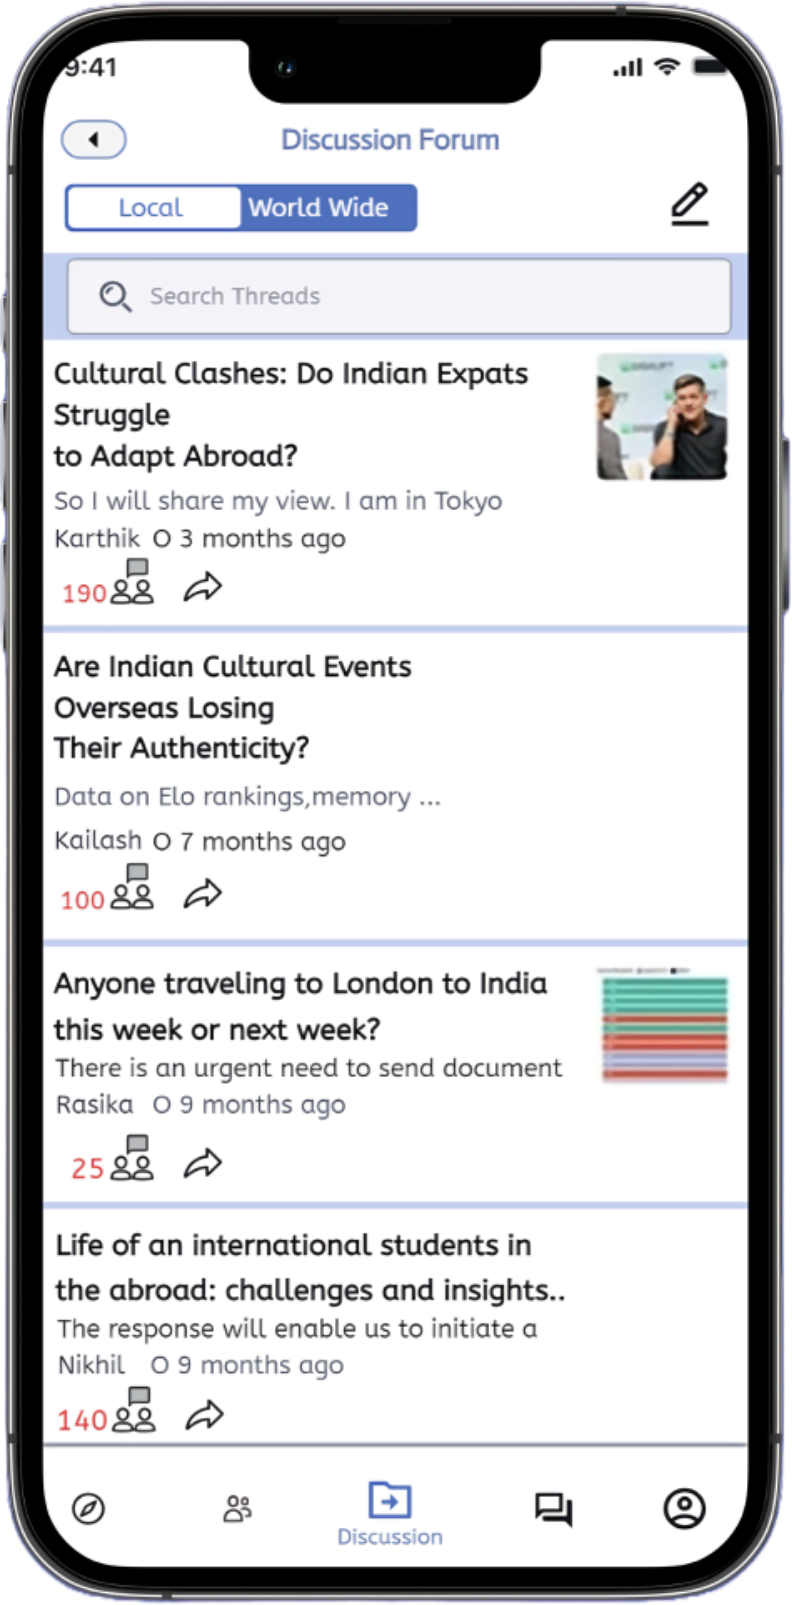 9:41
Discussion Forum
Local World Wide
Search Threads
Cultural Clashes: Do Indian Expats
Struggle
to Adapt Abroad?
So I will share my view. I am in Tokyo
Karthik O 3 months ago
190
Are Indian Cultural Events
Overseas Losing
Their Authenticity?
Data on Elo rankings,memory ...
Kailash O 7 months ago
100
Anyone traveling to London to India
this week or next week?
There is an urgent need to send document
Rasika O 9 months ago
25
Life of an international students in
the abroad: challenges and insights..
The response will enable us to initiate a
Nikhil O 9 months ago
140
Discussion